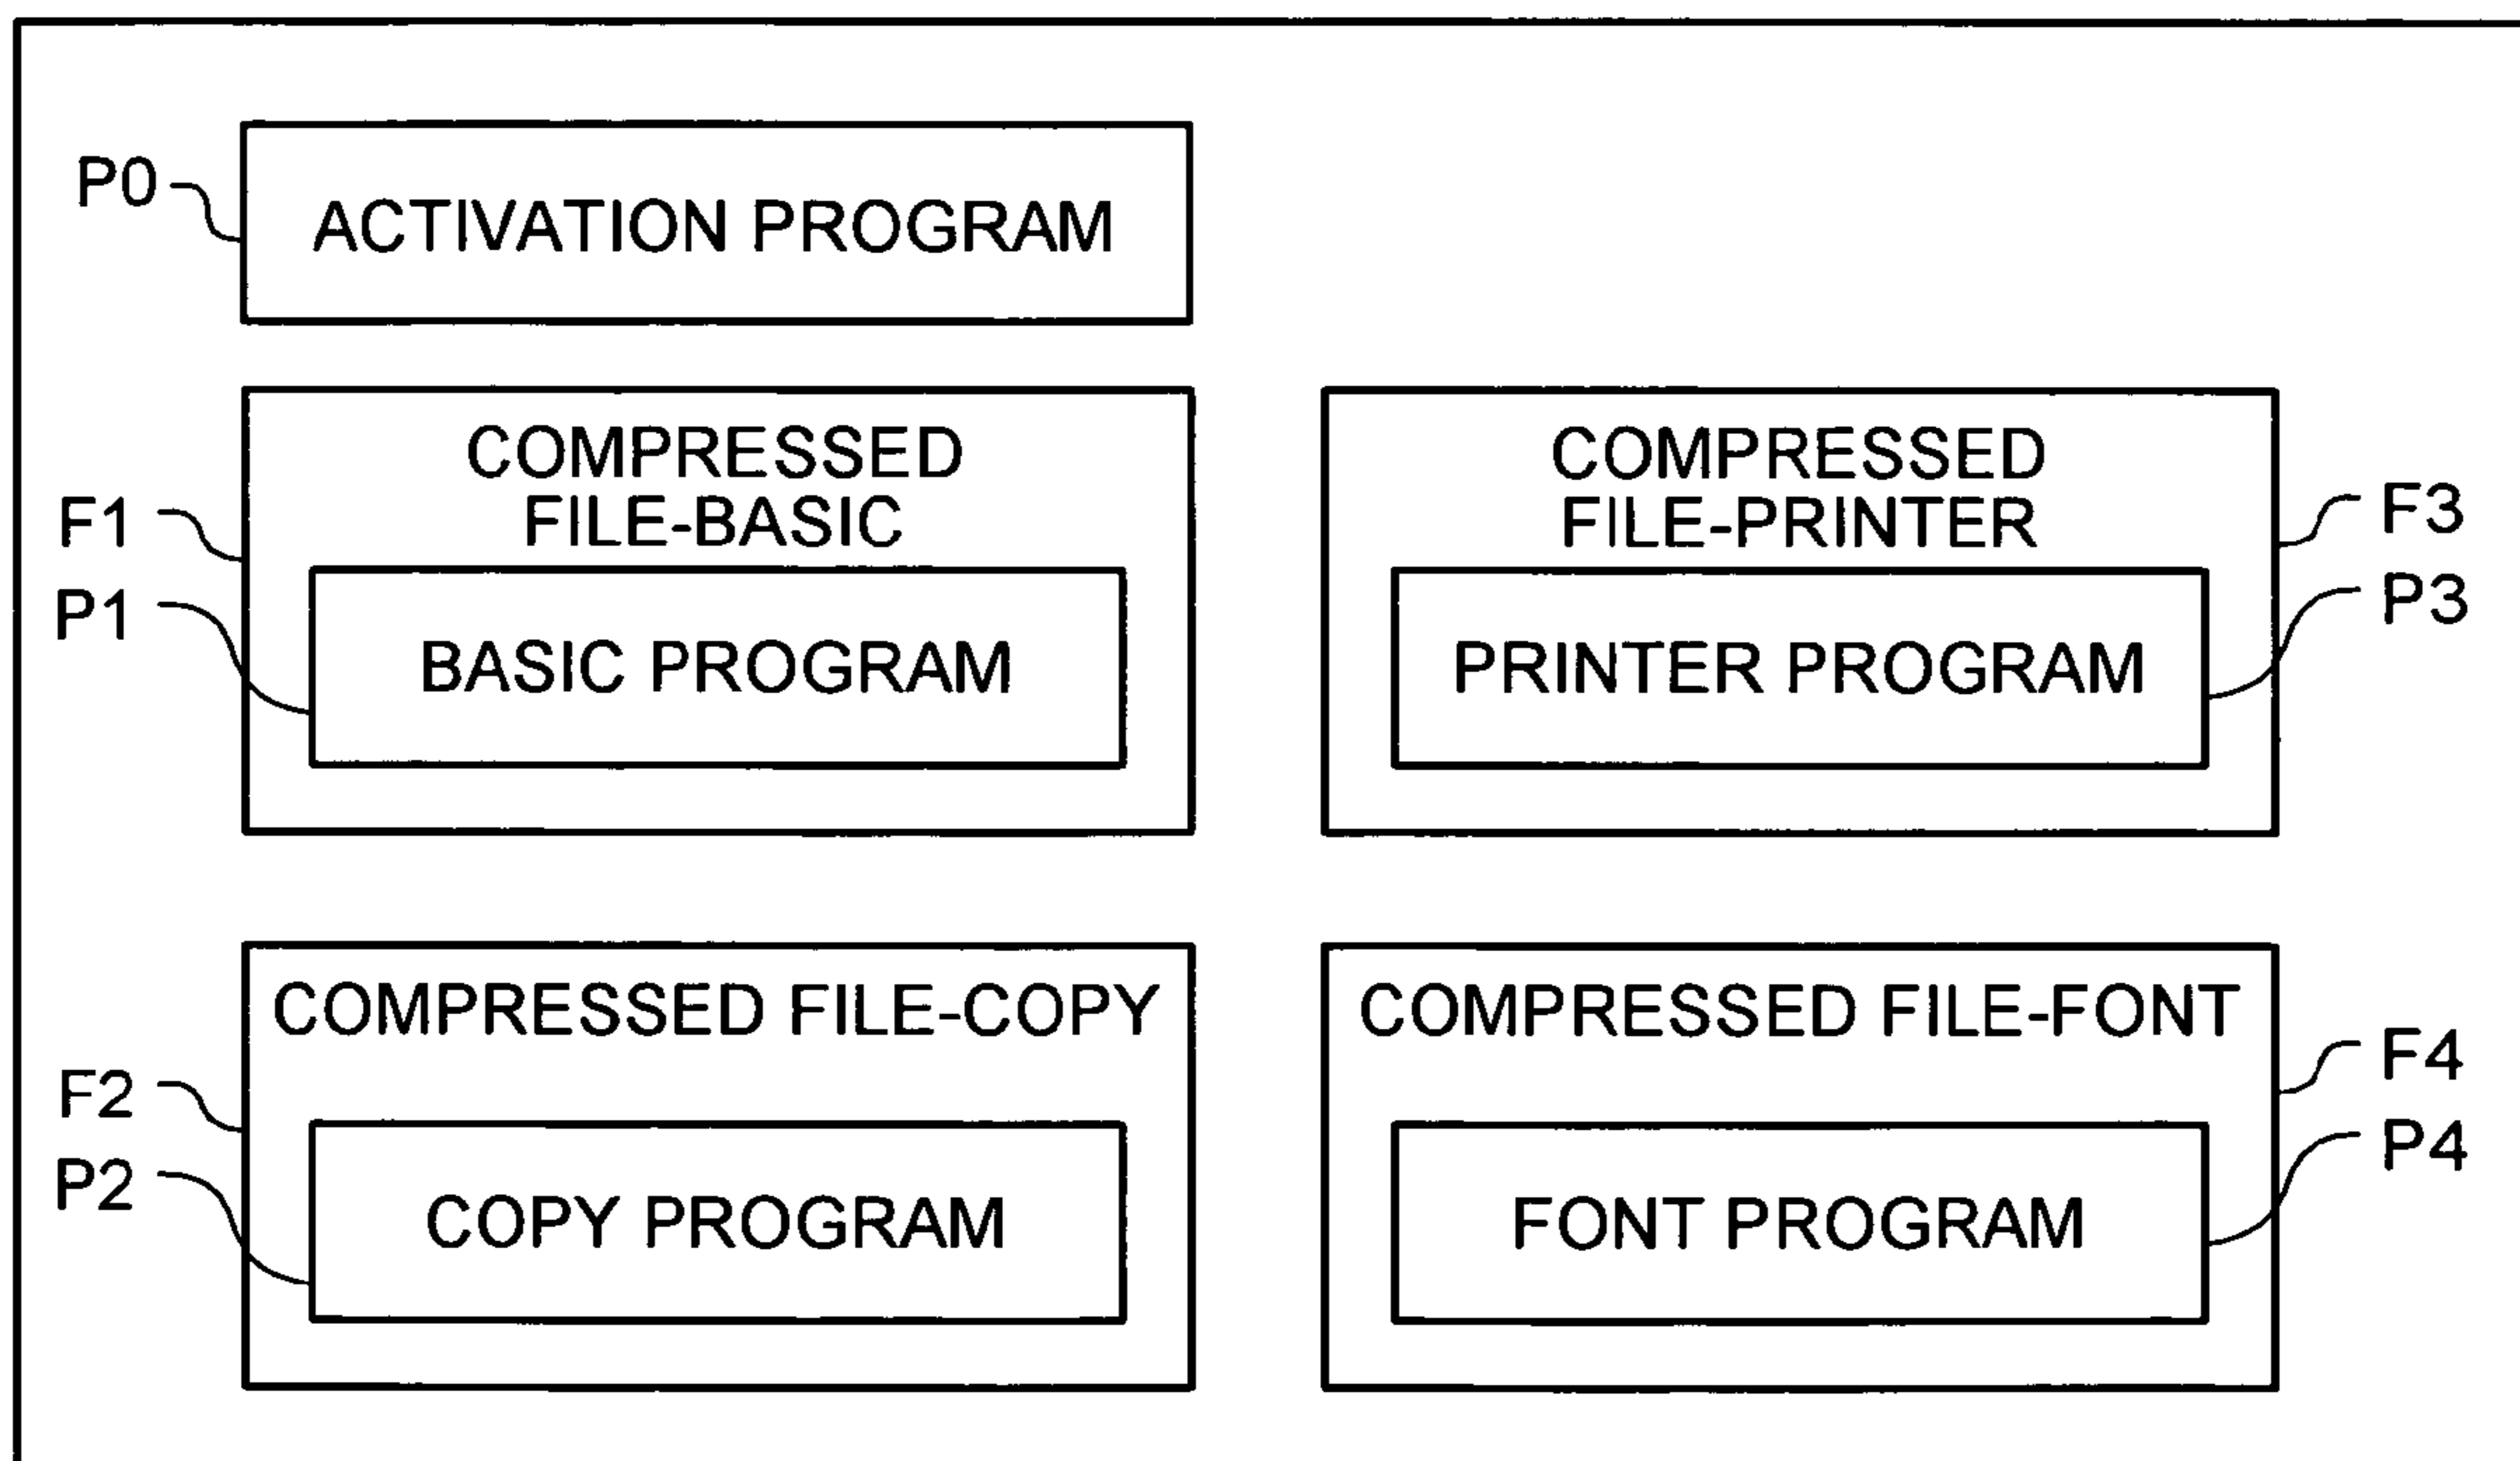 P0
ACTIVATION PROGRAM
F1
COMPRESSED
FILE-BASIC
P1
BASIC PROGRAM
COMPRESSED
FILE-PRINTER
F3
PRINTER PROGRAM
P3
COMPRESSED FILE-COPY
F2
P2
COPY PROGRAM
COMPRESSED FILE-FONT
F4
FONT PROGRAM
P4